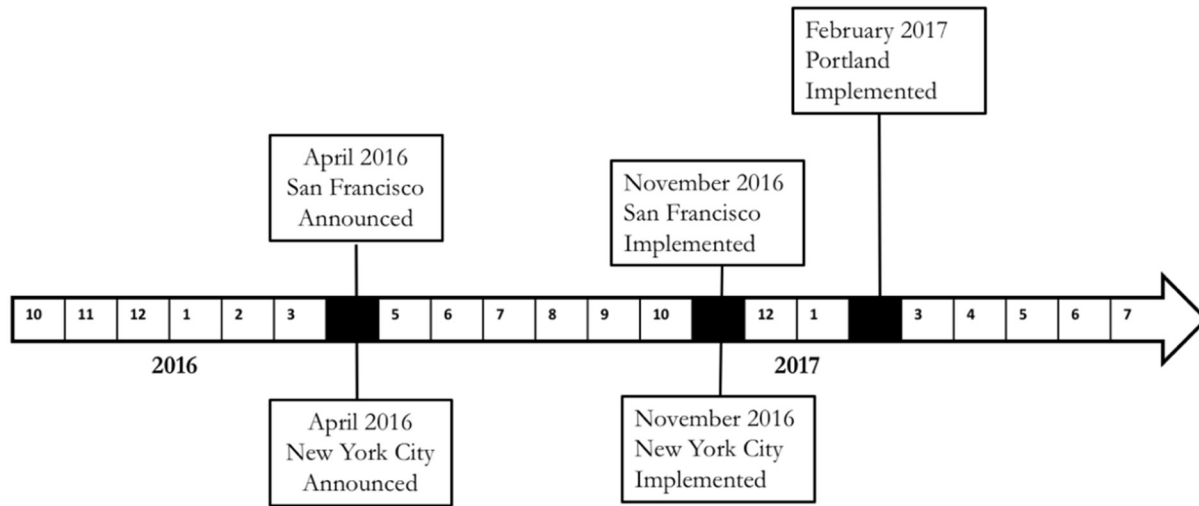 February 2017
Portland
Implemented
April 2016
San Francisco
Announced
November 2016
San Francisco
Implemented
10 11 12 1 2 3 5 6 7 8 9 10 12 1 3 4 5 6 7
2016 2017
April 2016
New York City
Announced
November 2016
New York City
Implemented